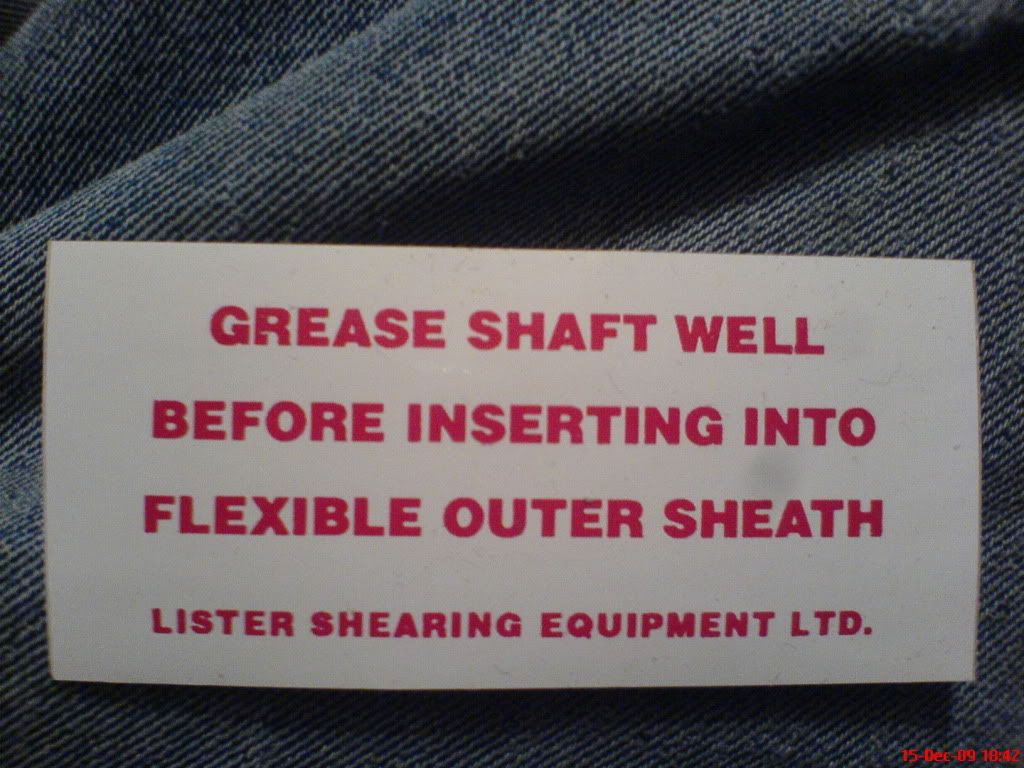 GREASE SHAFT WELL
BEFORE INSERTING INTO
FLEXIBLE OUTER SHEATH
LISTER SHEARING EQUIPMENT LTD.
15-Dec-09 18:42